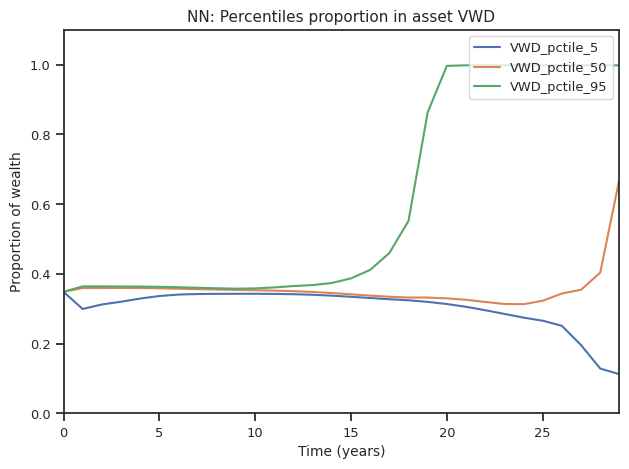 NN: Percentiles proportion in asset VWD
VWD_pctile_5
VWD_pctile_50
VWD_pctile_95
Proportion of wealth
1.0
0.8
0.6
0.4
0.2
0.0
0 5 10 15 20 25
Time (years)